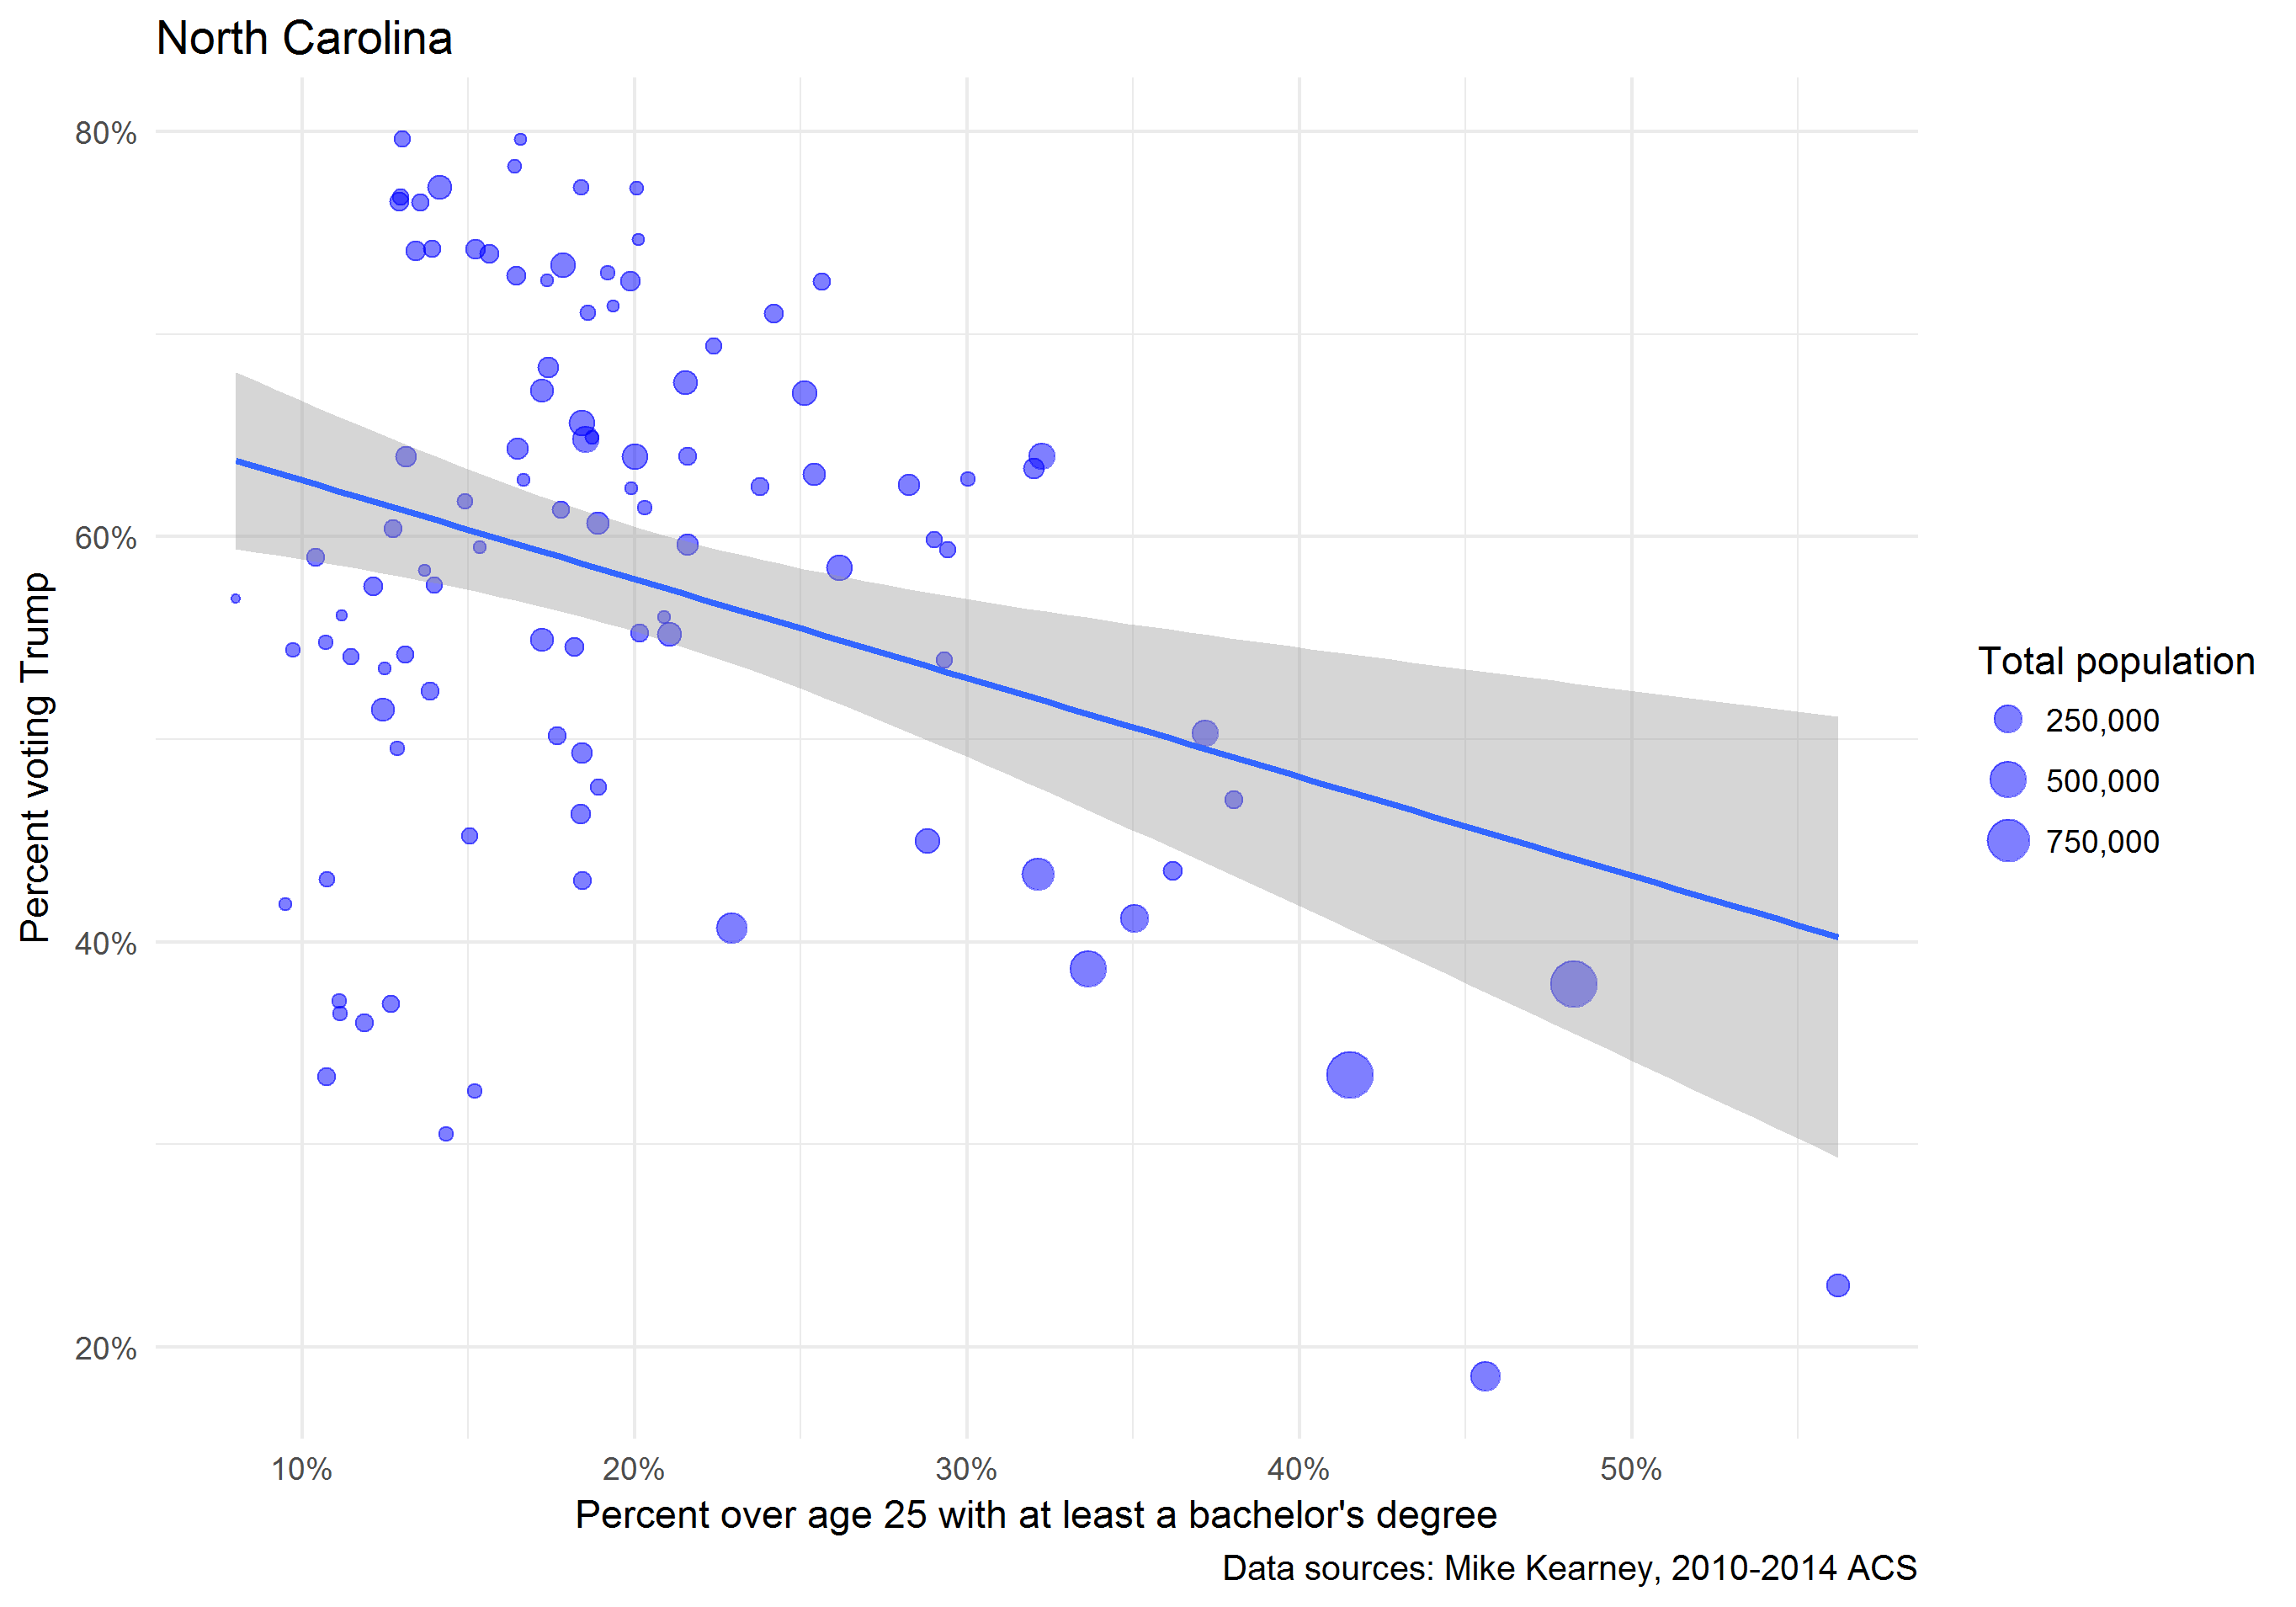 North Carolina
80%
60%
40%
20%
Percent voting Trump
10% 20% 30% 40% 50%
Percent over age 25 with at least a bachelor's degree
Total population
250,000
500,000
750,000
Data sources: Mike Kearney, 2010-2014 ACS